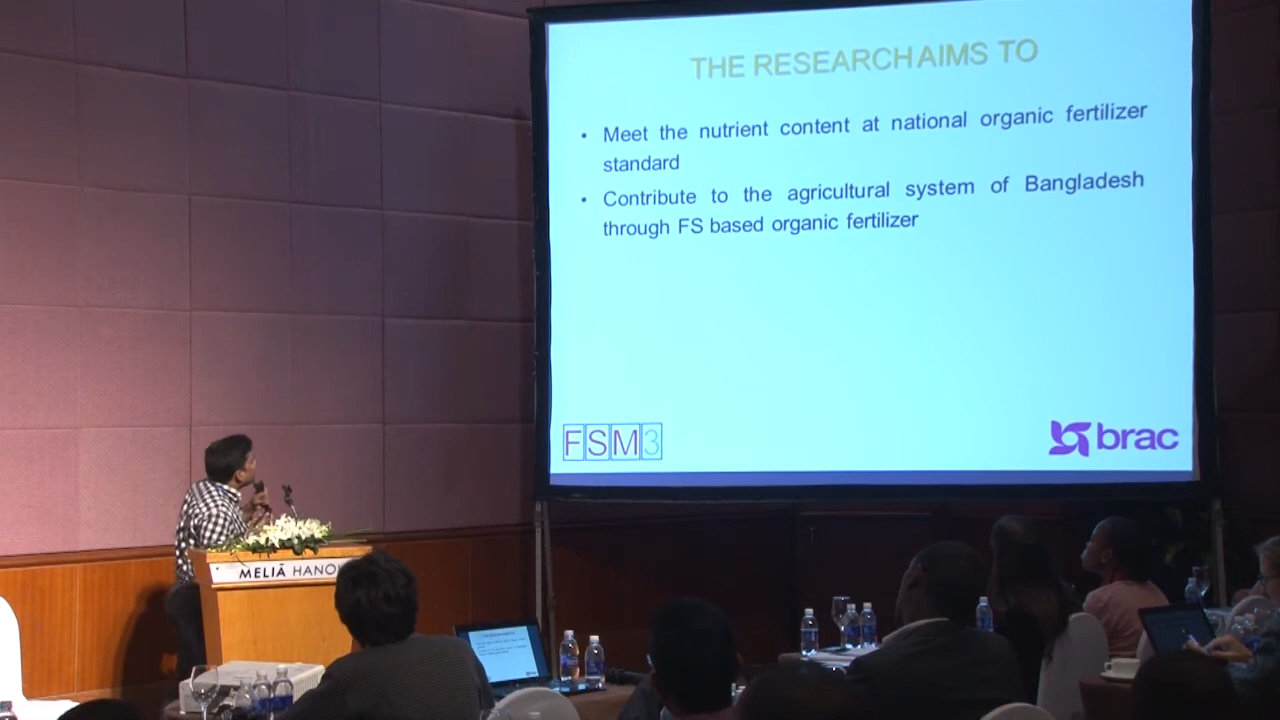 THE RESEARCH AIMS TO
• Meet the nutrient content at national organic fertilizer
standard
• Contribute to the agricultural system of Bangladesh
through FS based organic fertilizer
FSM3
brac
MELIÃ HANOI